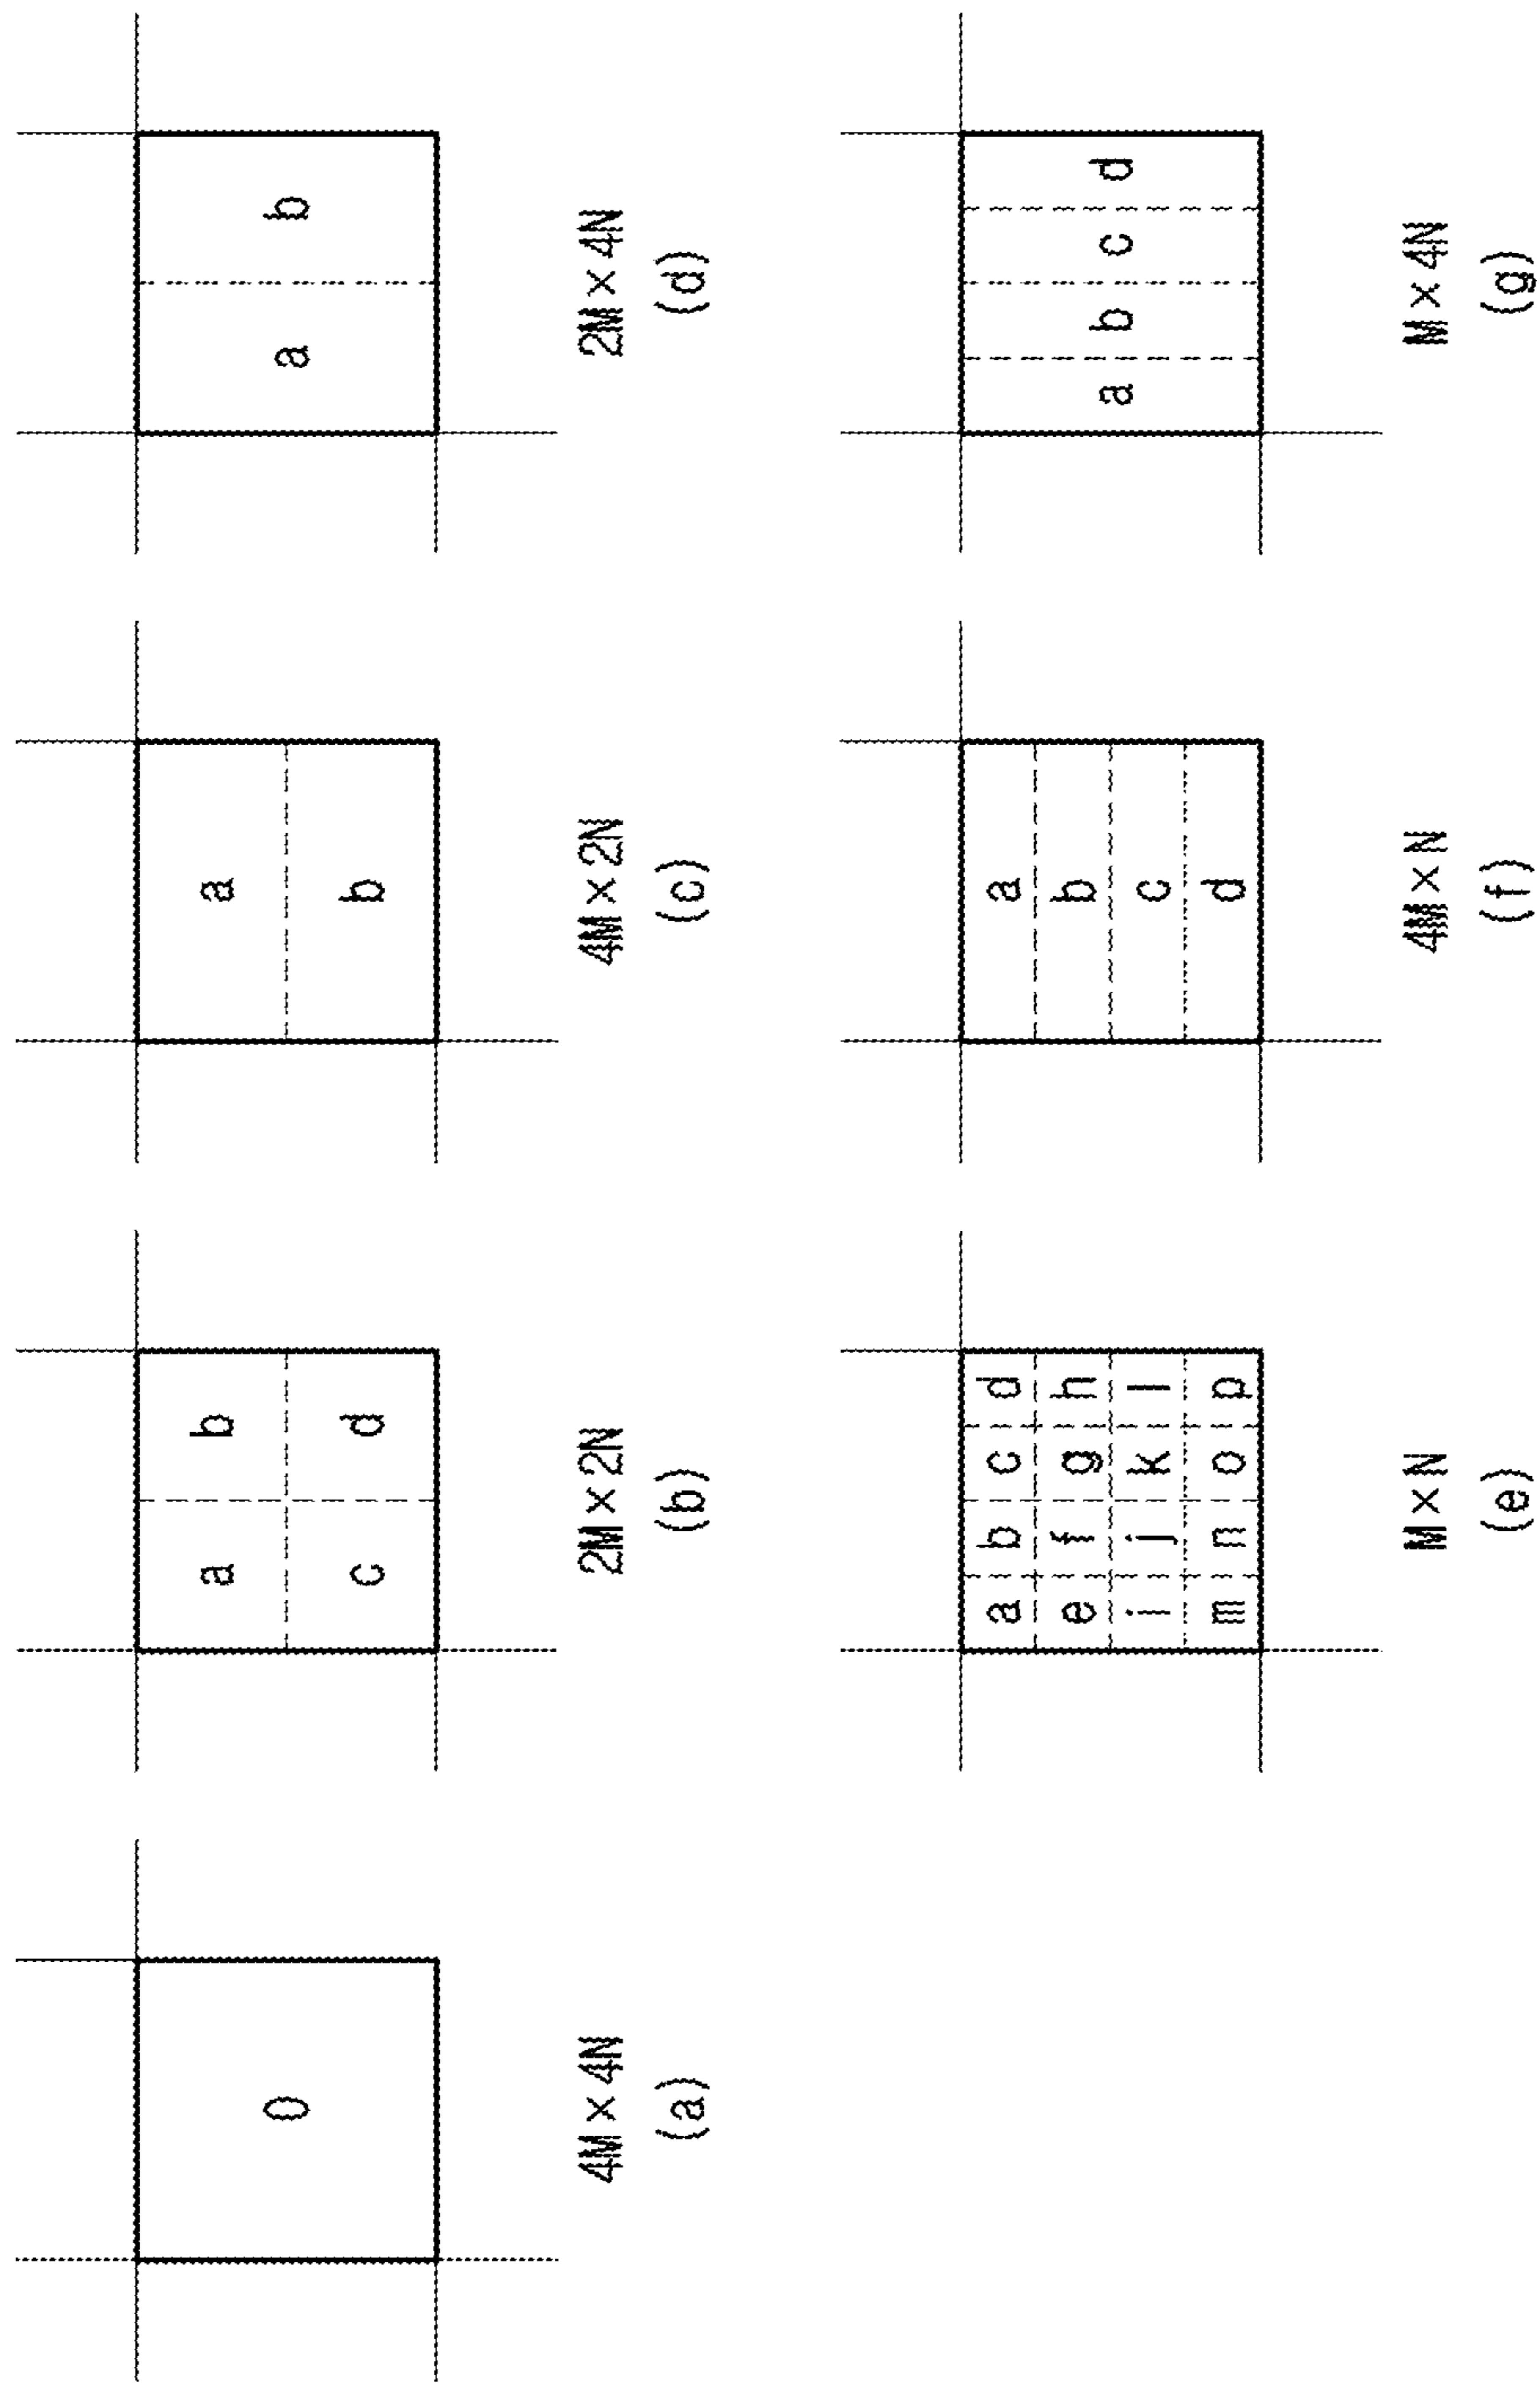 0
4M×4N
(a)
a b
c d
2M×2N
(b)
a
b
4M×2N
(c)
a b
2M×4N
(d)
a b c d
e f g h
i j k l
m n o p
M×N
(e)
a
b
c
d
4M×N
(f)
a b c d
M×4N
(g)